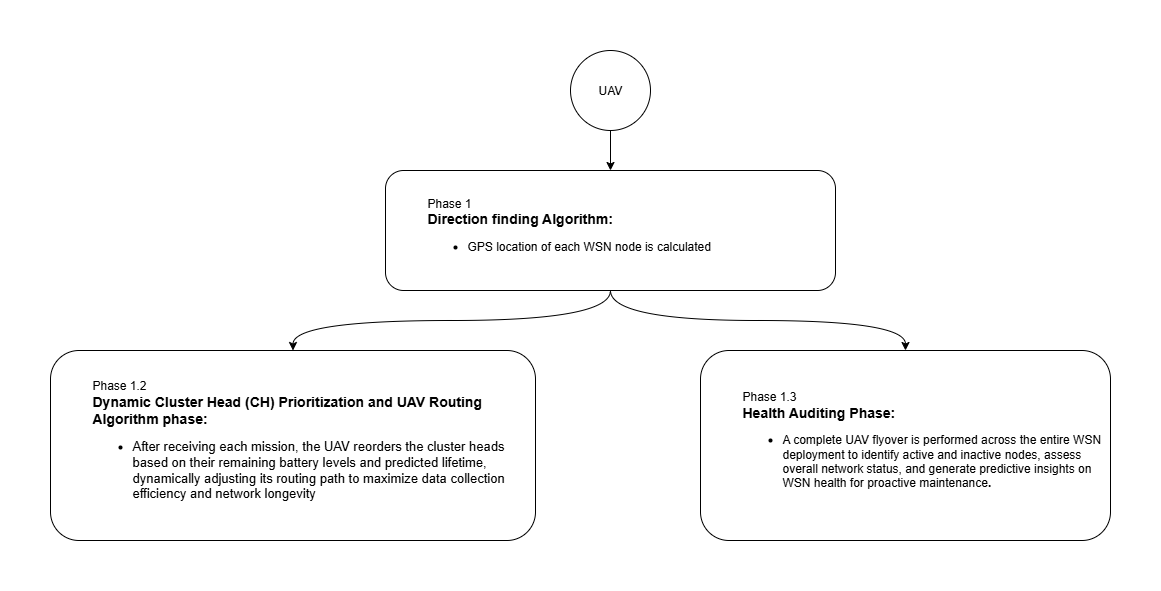 UAV
Phase 1
Direction finding Algorithm:
• GPS location of each WSN node is calculated
Phase 1.2
Dynamic Cluster Head (CH) Prioritization and UAV Routing
Algorithm phase:
• After receiving each mission, the UAV reorders the cluster heads
based on their remaining battery levels and predicted lifetime,
dynamically adjusting its routing path to maximize data collection
efficiency and network longevity
Phase 1.3
Health Auditing Phase:
• A complete UAV flyover is performed across the entire WSN
deployment to identify active and inactive nodes, assess
overall network status, and generate predictive insights on
WSN health for proactive maintenance.